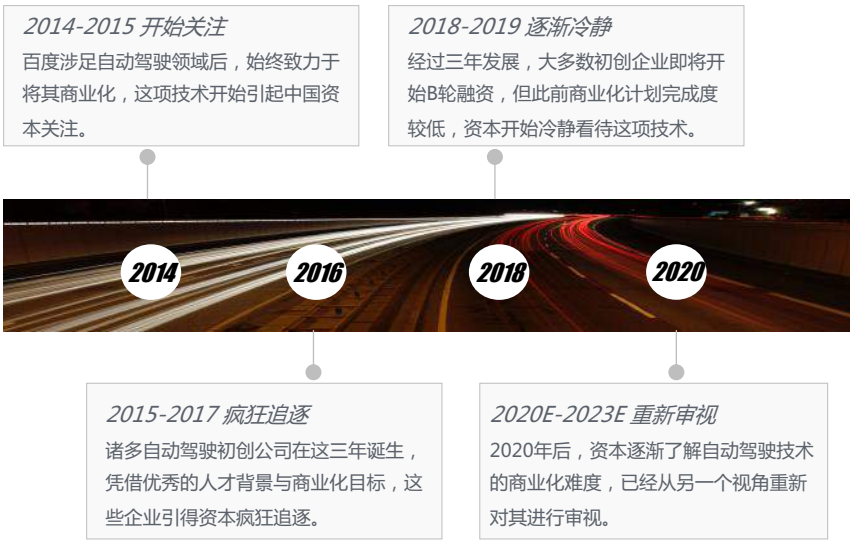 2014-2015 开始关注
百度涉足自动驾驶领域后，始终致力于
将其商业化，这项技术开始引起中国资
本关注。
2018-2019 逐渐冷静
经过三年发展，大多数初创企业即将开
始B轮融资，但此前商业化计划完成度
较低，资本开始冷静看待这项技术。
2014
2016
2018
2020
2015-2017 疯狂追逐
诸多自动驾驶初创公司在这三年诞生，
凭借优秀的人才背景与商业化目标，这
些企业引得资本疯狂追逐。
2020E-2023E 重新审视
2020年后，资本逐渐了解自动驾驶技术
的商业化难度，已经从另一个视角重新
对其进行审视。